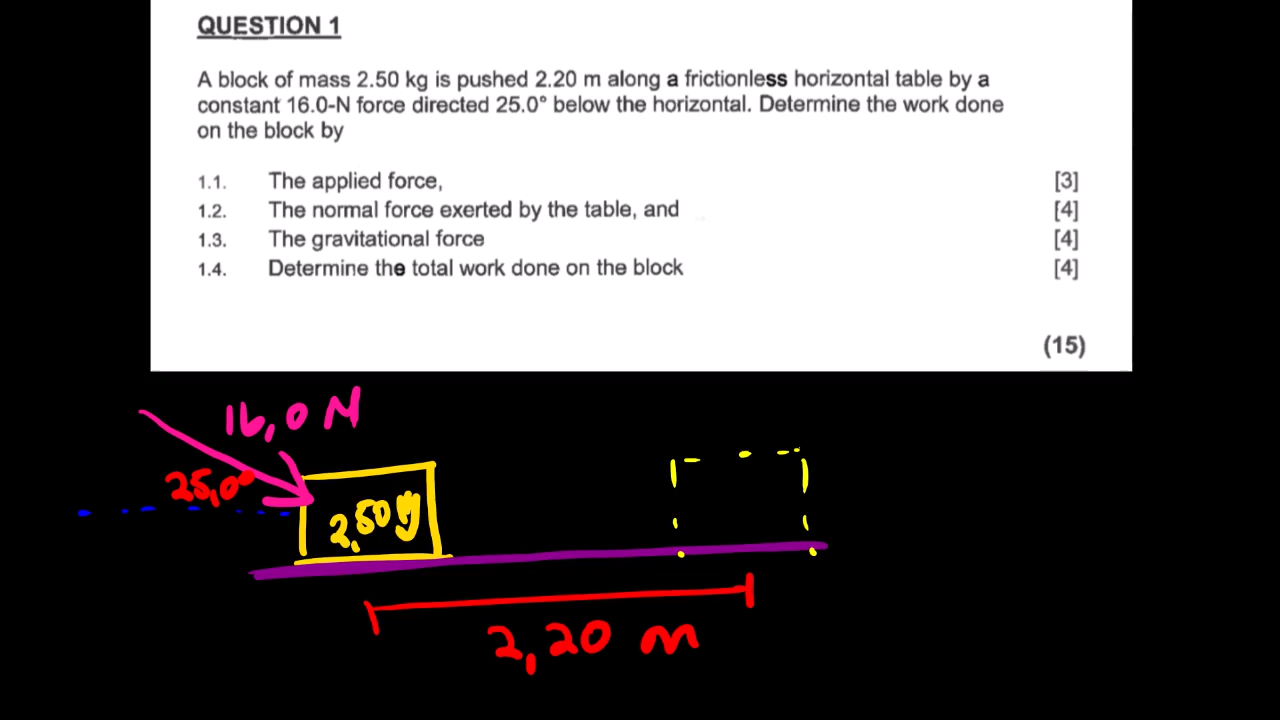 QUESTION 1
A block of mass 2.50 kg is pushed 2.20 m along a frictionless horizontal table by a
constant 16.0-N force directed 25.0° below the horizontal. Determine the work done
on the block by
1.1. The applied force, [3]
1.2. The normal force exerted by the table, and [4]
1.3. The gravitational force [4]
1.4. Determine the total work done on the block [4]
(15)
16,0 N
25,0°
2,50 kg
2,20 m